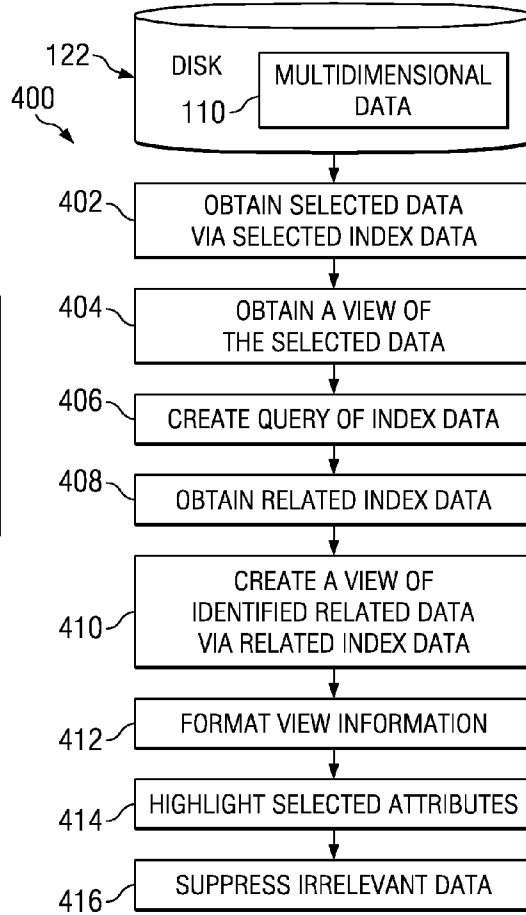 122
DISK
MULTIDIMENSIONAL
DATA
110
400
402
OBTAIN SELECTED DATA
VIA SELECTED INDEX DATA
404
OBTAIN A VIEW OF
THE SELECTED DATA
406
CREATE QUERY OF INDEX DATA
408
OBTAIN RELATED INDEX DATA
410
CREATE A VIEW OF
IDENTIFIED RELATED DATA
VIA RELATED INDEX DATA
412
FORMAT VIEW INFORMATION
414
HIGHLIGHT SELECTED ATTRIBUTES
416
SUPPRESS IRRELEVANT DATA